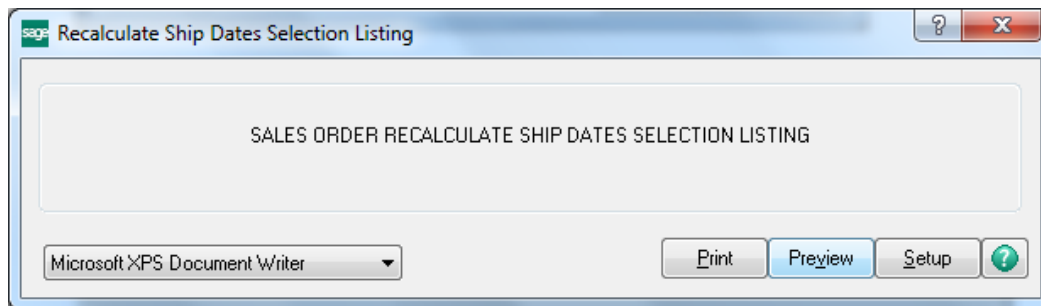 sage Recalculate Ship Dates Selection Listing
SALES ORDER RECALCULATE SHIP DATES SELECTION LISTING
Microsoft XPS Document Writer Print Preview Setup